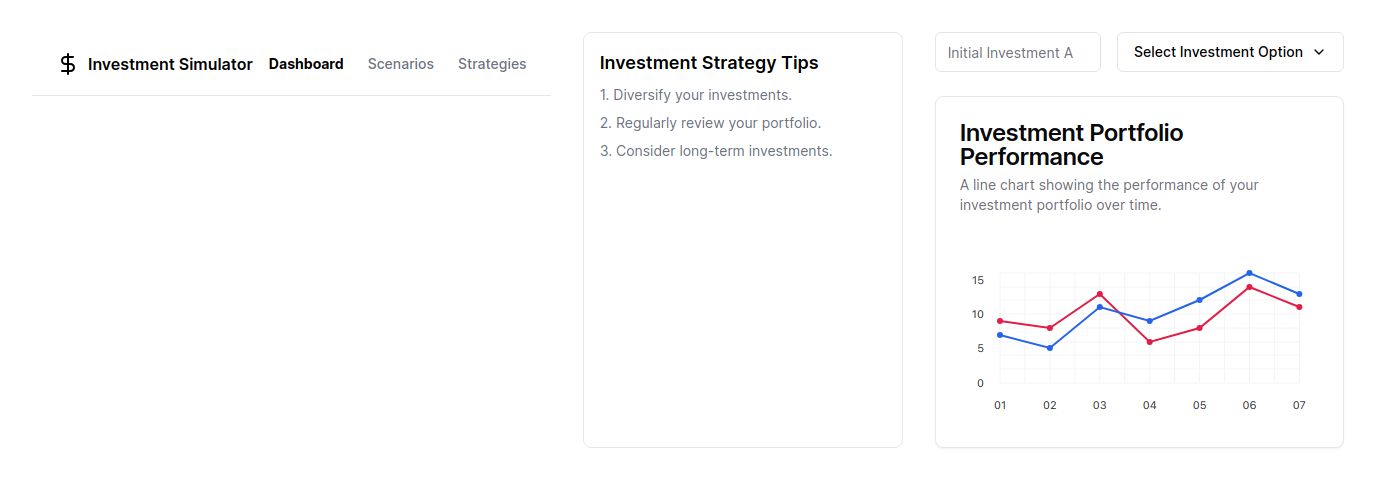 Investment Simulator
Dashboard
Scenarios
Strategies
Investment Strategy Tips
1. Diversify your investments.
2. Regularly review your portfolio.
3. Consider long-term investments.
Initial Investment A
Select Investment Option
Investment Portfolio
Performance
A line chart showing the performance of your
investment portfolio over time.
15
10
5
0
01 02 03 04 05 06 07